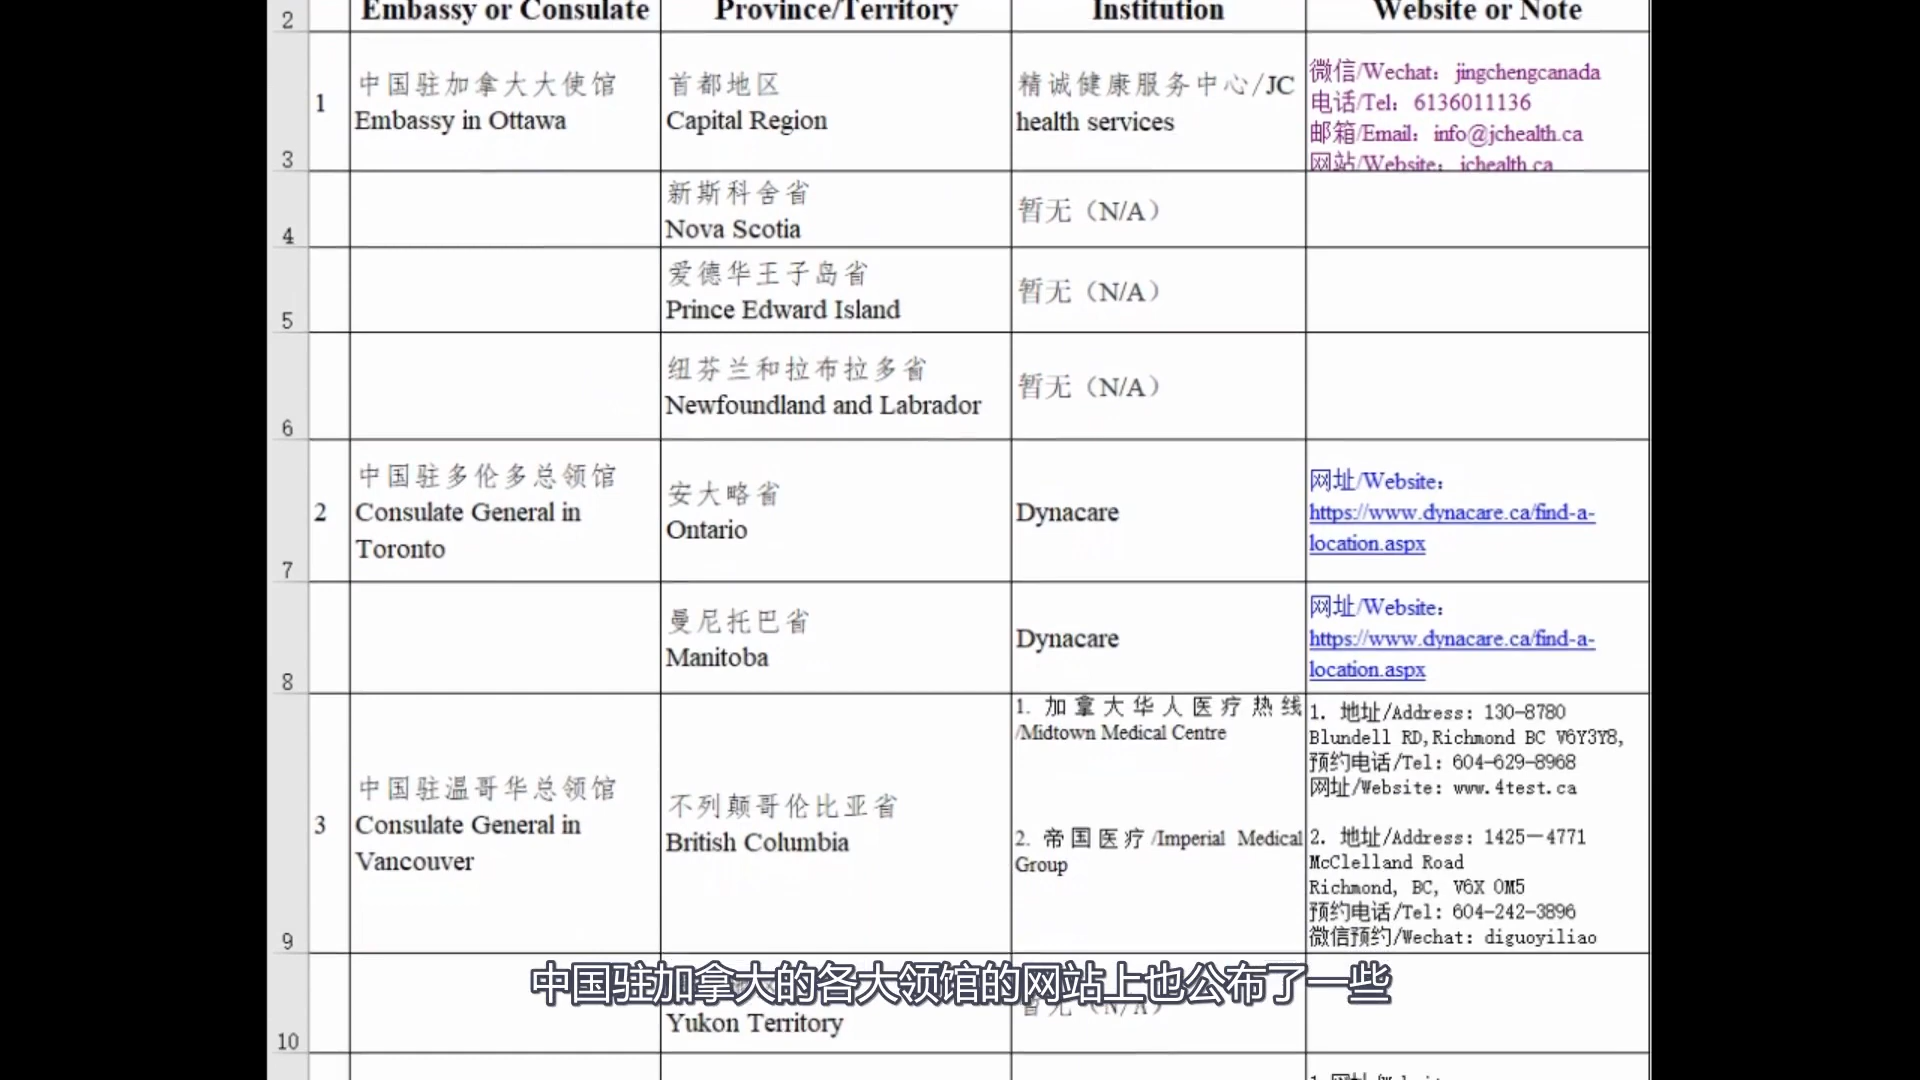 2
Embassy or Consulate
Province/Territory
Institution
Website or Note
1
中国驻加拿大大使馆
Embassy in Ottawa
首都地区
Capital Region
精诚健康服务中心/JC
health services
微信/Wechat：jingchengcanada
电话/Tel：6136011136
邮箱/Email：info@jchealth.ca
网站/Website：jchealth.ca
3
新斯科舍省
Nova Scotia
暂无（N/A）
4
爱德华王子岛省
Prince Edward Island
暂无（N/A）
5
纽芬兰和拉布拉多省
Newfoundland and Labrador
暂无（N/A）
6
2
中国驻多伦多总领馆
Consulate General in
Toronto
安大略省
Ontario
Dynacare
网址/Website：
https://www.dynacare.ca/find-a-
location.aspx
7
曼尼托巴省
Manitoba
Dynacare
网址/Website：
https://www.dynacare.ca/find-a-
location.aspx
8
3
中国驻温哥华总领馆
Consulate General in
Vancouver
不列颠哥伦比亚省
British Columbia
1. 加拿大华人医疗热线
/Midtown Medical Centre
2. 帝国医疗/Imperial Medical
Group
1. 地址/Address: 130-8780
Blundell RD,Richmond BC V6Y3Y8,
预约电话/Tel: 604-629-8968
网址/Website: www.4test.ca
2. 地址/Address: 1425—4771
McClelland Road
Richmond, BC, V6X 0M5
预约电话/Tel: 604-242-3896
微信预约/Wechat: diguoyiliao
9
中国驻加拿大的各大领馆的网站上也公布了一些
Yukon Territory
暂无（N/A）
10